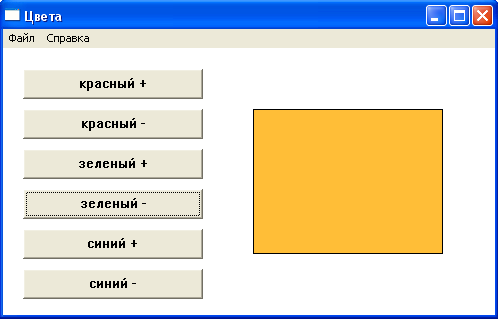 Цвета
Файл Справка
красный +
красный -
зеленый +
зеленый -
синий +
синий -